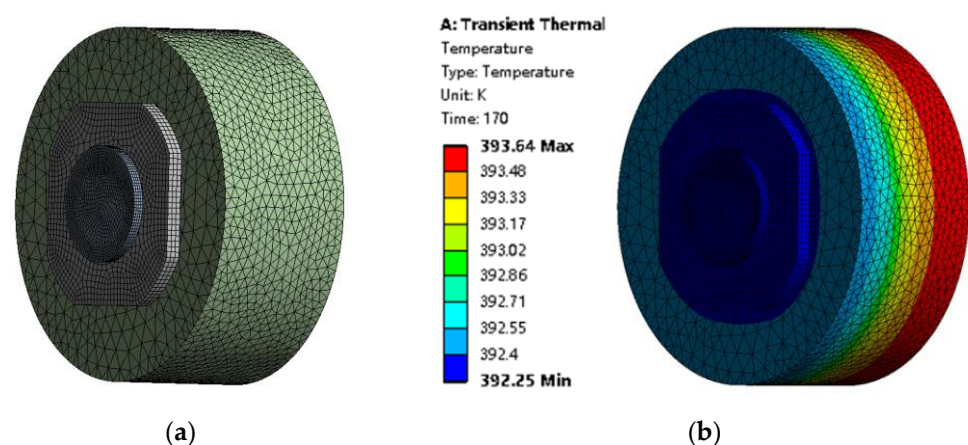 A: Transient Thermal
Temperature
Type: Temperature
Unit: K
Time: 170
393.64 Max
393.48
393.33
393.17
393.02
392.86
392.71
392.55
392.4
392.25 Min
(a)
(b)